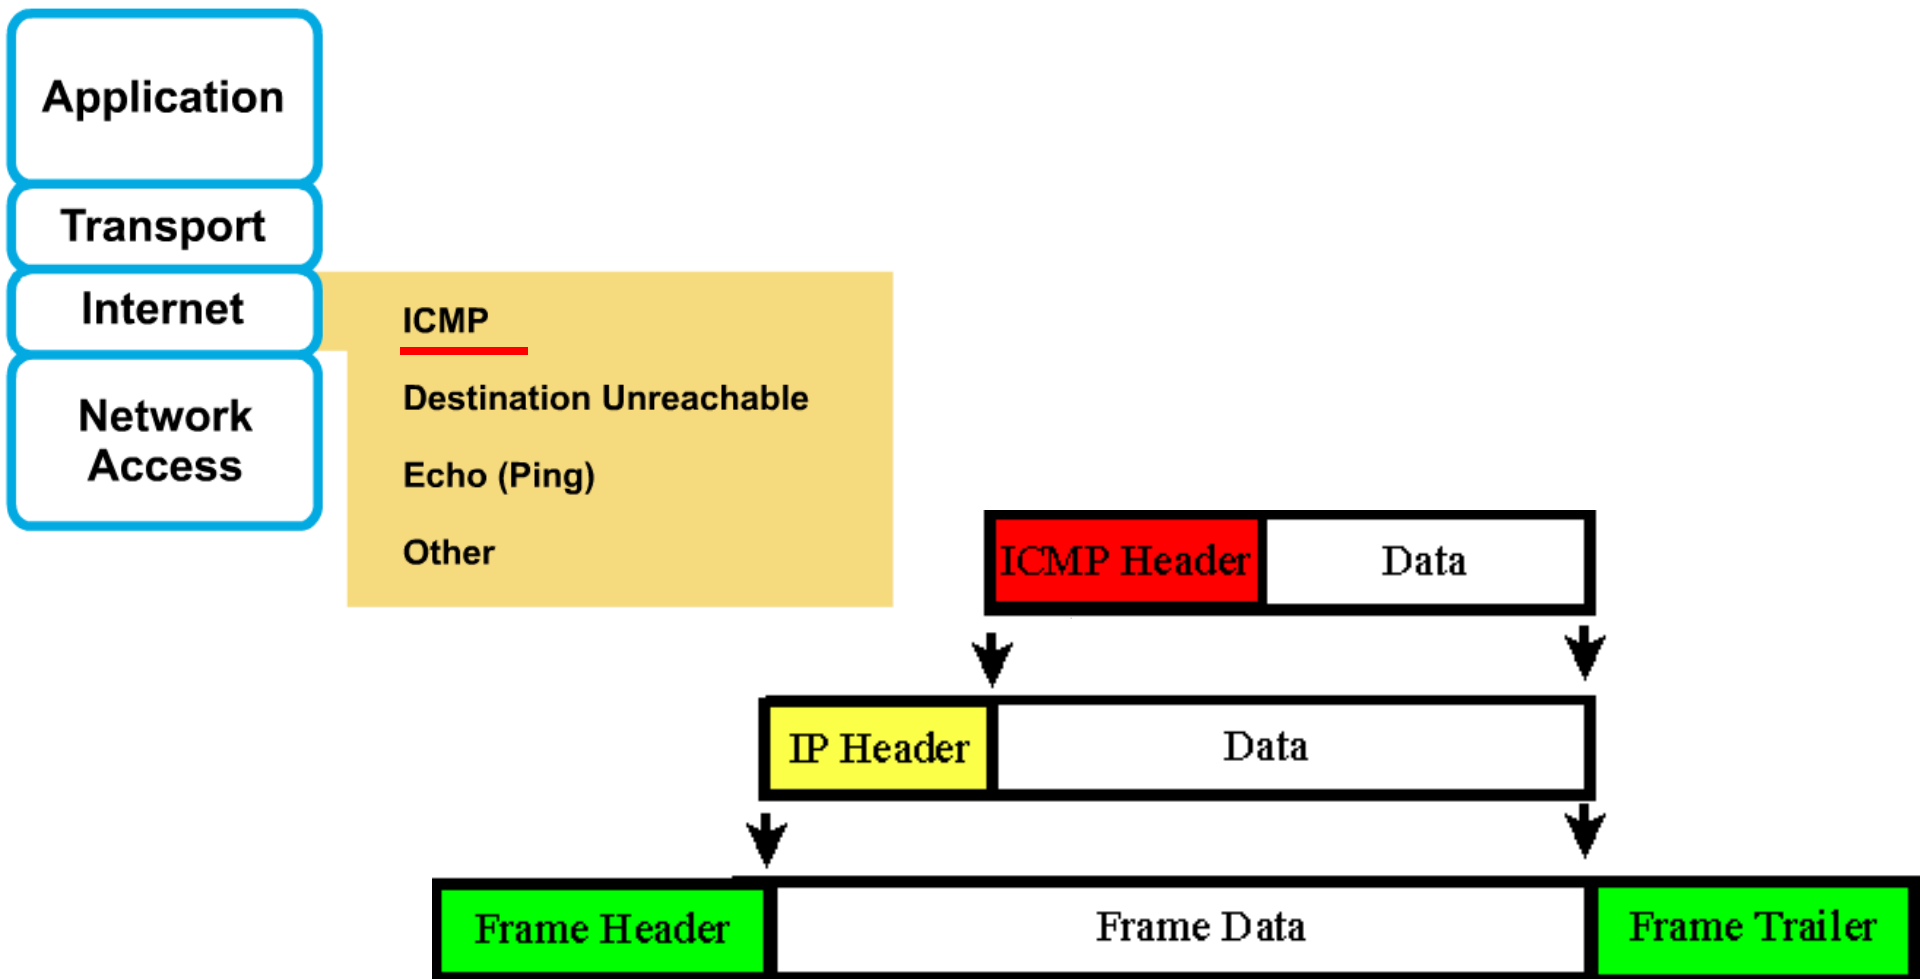 Application
Transport
Internet
Network
Access
ICMP
Destination Unreachable
Echo (Ping)
Other
ICMP Header
Data
IP Header
Data
Frame Header
Frame Data
Frame Trailer